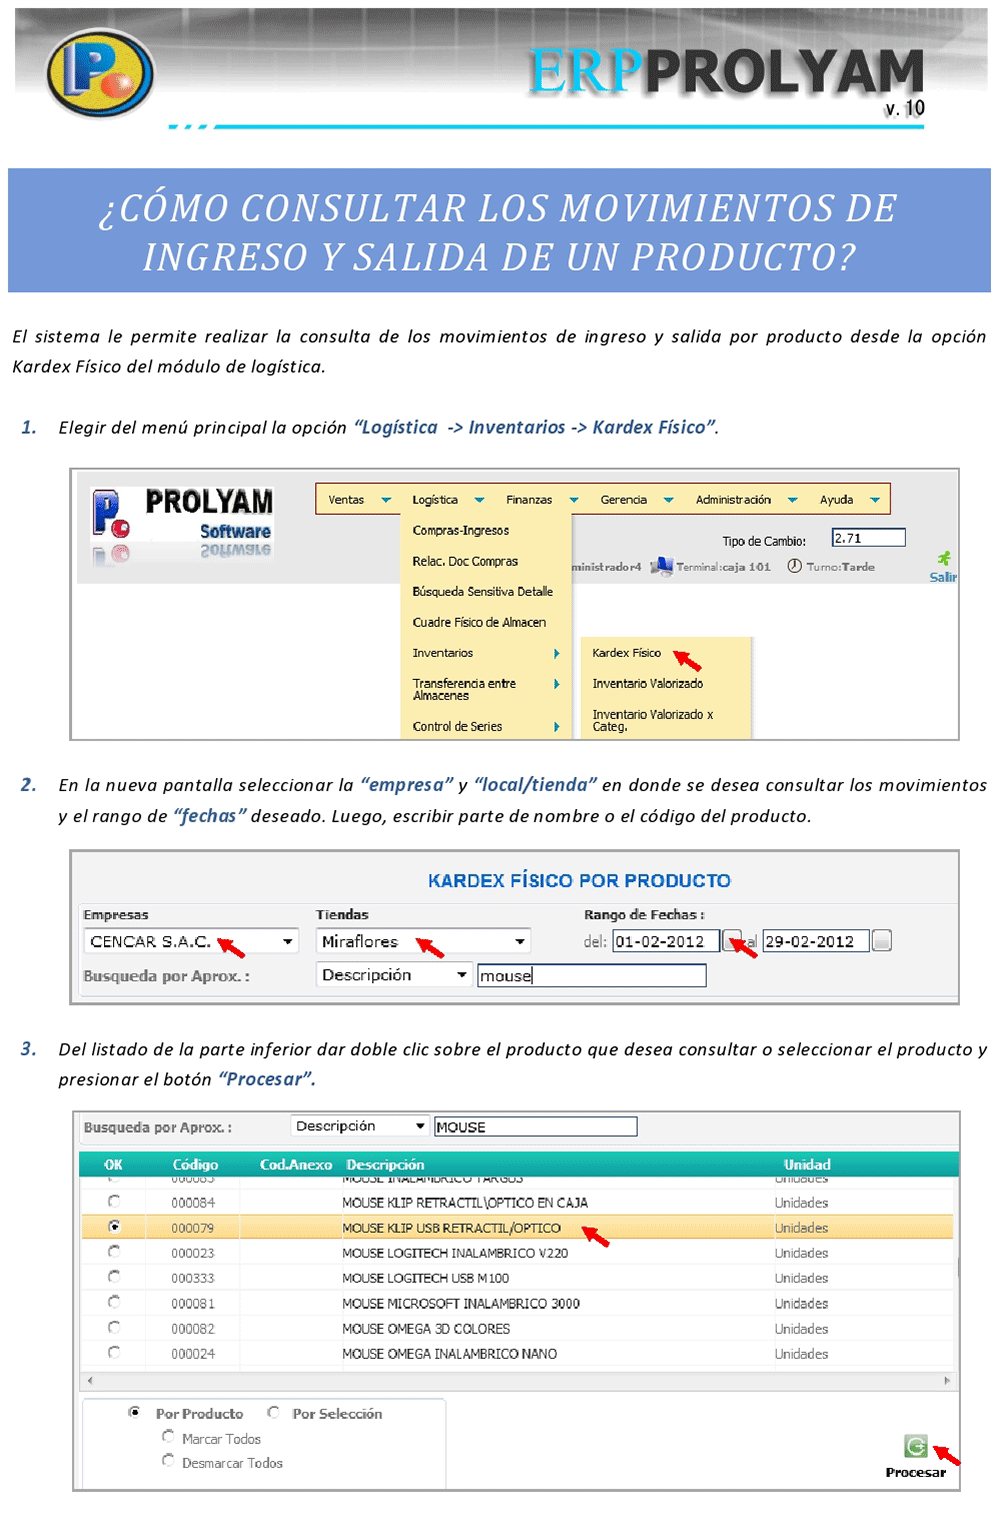 ERPPROLYAM
v. 10
¿CÓMO CONSULTAR LOS MOVIMIENTOS DE
INGRESO Y SALIDA DE UN PRODUCTO?
El sistema le permite realizar la consulta de los movimientos de ingreso y salida por producto desde la opción
Kardex Físico del módulo de logística.
1. Elegir del menú principal la opción “Logística -> Inventarios -> Kardex Físico”.
PROLYAM
Software
Ventas Logística Finanzas Gerencia Administración Ayuda
Compras-Ingresos
Tipo de Cambio: 2.71
Relac. Doc Compras
ministrador4 Terminal:caja 101 Turno:Tarde
Salir
Búsqueda Sensitiva Detalle
Cuadre Físico de Almacen
Inventarios Kardex Físico
Transferencia entre
Almacenes
Inventario Valorizado
Control de Series
Inventario Valorizado x
Categ.
2. En la nueva pantalla seleccionar la “empresa” y “local/tienda” en donde se desea consultar los movimientos
y el rango de “fechas” deseado. Luego, escribir parte de nombre o el código del producto.
KARDEX FÍSICO POR PRODUCTO
Empresas Tiendas Rango de Fechas :
CENCAR S.A.C. Miraflores del: 01-02-2012 al 29-02-2012
Busqueda por Aprox. : Descripción mouse
3. Del listado de la parte inferior dar doble clic sobre el producto que desea consultar o seleccionar el producto y
presionar el botón “Procesar”.
Busqueda por Aprox. : Descripción MOUSE
OK Código Cod.Anexo Descripción Unidad
000083 MOUSE INALAMBRICO TARGUS Unidades
000084 MOUSE KLIP RETRACTIL\OPTICO EN CAJA Unidades
000079 MOUSE KLIP USB RETRACTIL/OPTICO Unidades
000023 MOUSE LOGITECH INALAMBRICO V220 Unidades
000333 MOUSE LOGITECH USB M100 Unidades
000081 MOUSE MICROSOFT INALAMBRICO 3000 Unidades
000082 MOUSE OMEGA 3D COLORES Unidades
000024 MOUSE OMEGA INALAMBRICO NANO Unidades
Por Producto Por Selección
Marcar Todos
Desmarcar Todos
Procesar